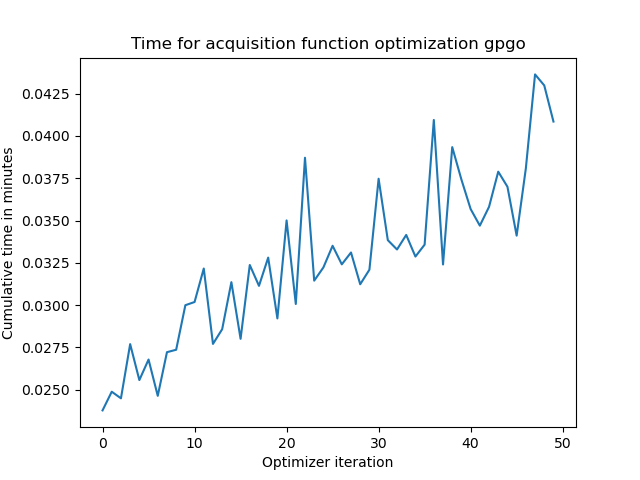 Time for acquisition function optimization gpgo
Cumulative time in minutes
0.0425
0.0400
0.0375
0.0350
0.0325
0.0300
0.0275
0.0250
0 10 20 30 40 50
Optimizer iteration